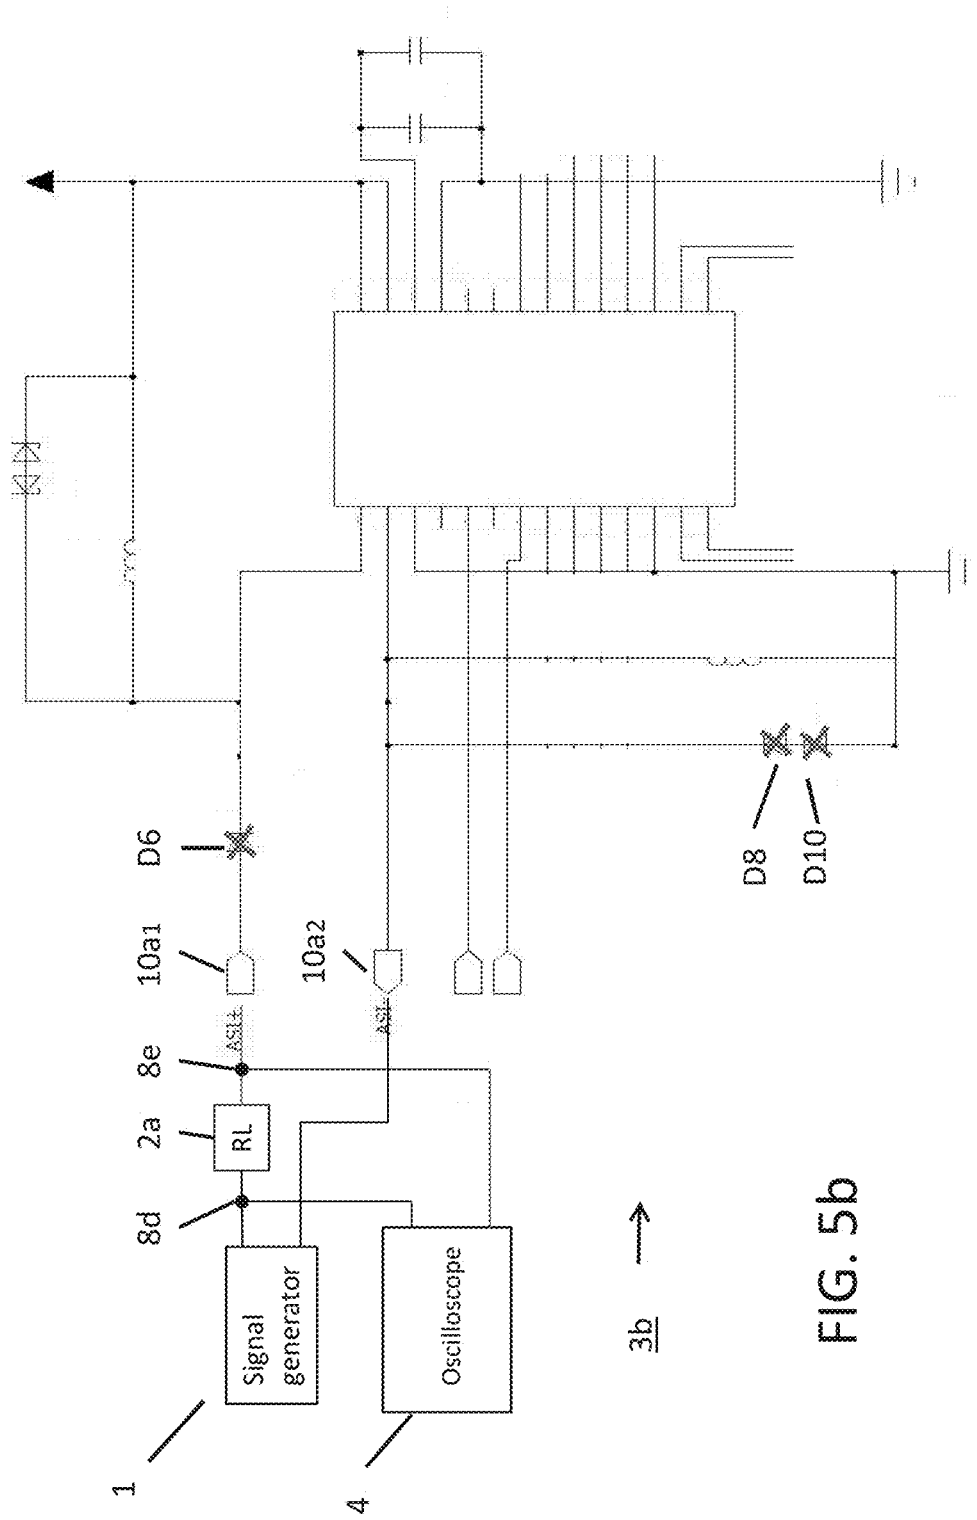 1
Signal
generator
8d
2a
RL
8e
ASI+
10a1
D6
4
Oscilloscope
ASI-
10a2
3b
D8
D10
FIG. 5b